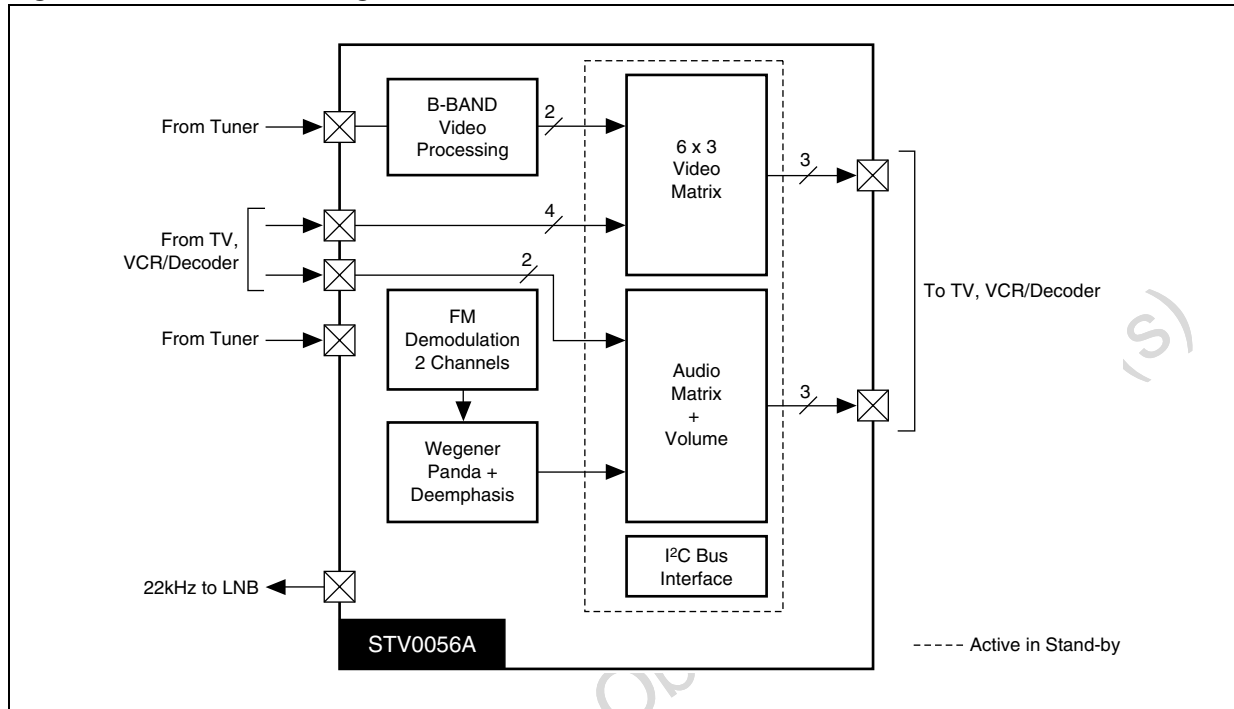 B-BAND
Video
Processing
2
6 x 3
Video
Matrix
From Tuner
3
4
From TV,
VCR/Decoder
2
To TV, VCR/Decoder
FM
Demodulation
2 Channels
From Tuner
Audio
Matrix
+
Volume
3
Wegener
Panda +
Deemphasis
I²C Bus
Interface
22kHz to LNB
STV0056A
----- Active in Stand-by
(s)
Ob